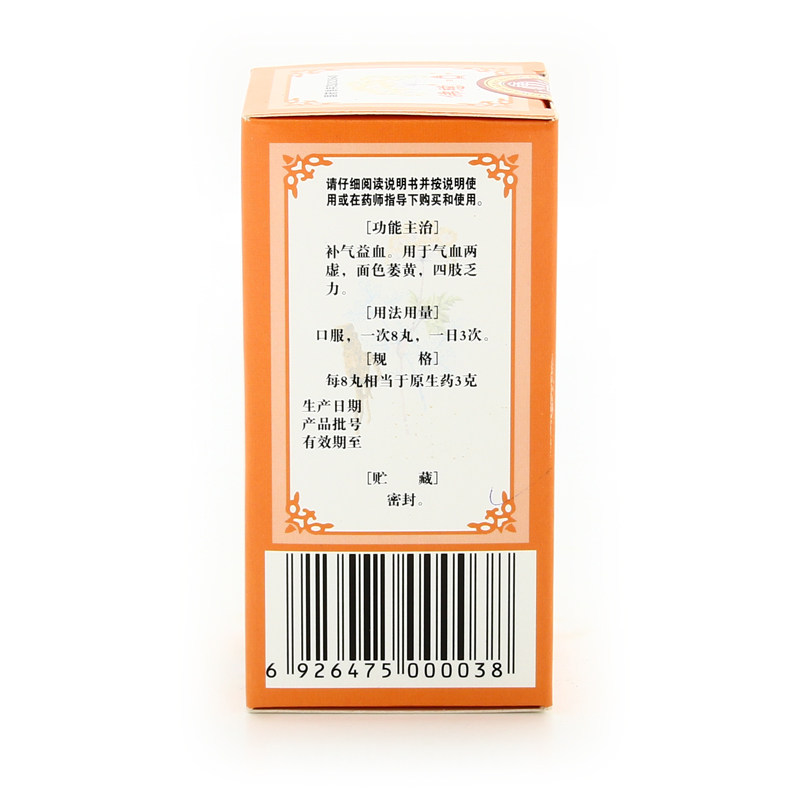 请仔细阅读说明书并按说明使
用或在药师指导下购买和使用。
[功能主治]
补气益血。用于气血两
虚，面色萎黄，四肢乏
力。
[用法用量]
口服，一次8丸，一日3次。
[规 格]
每8丸相当于原生药3克
生产日期
产品批号
有效期至
[贮 藏]
密封。
6 926475 000038